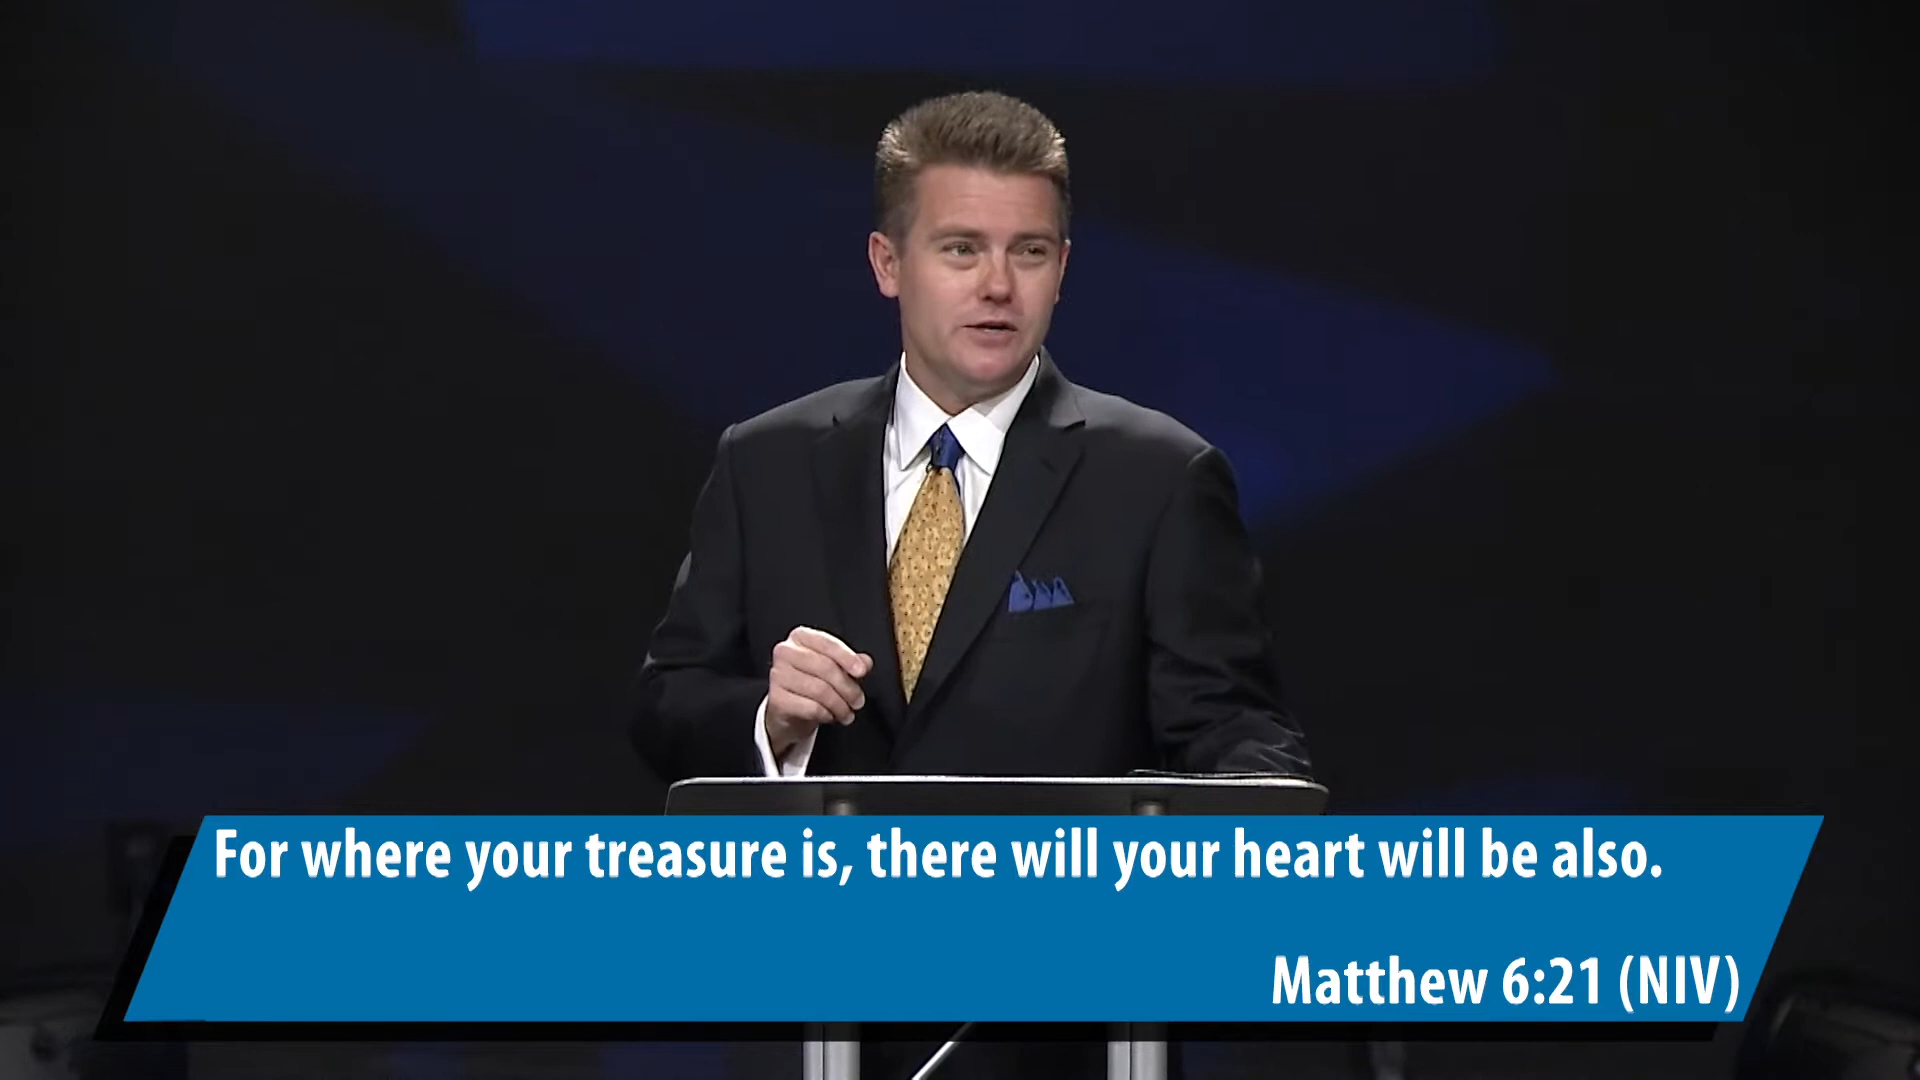 For where your treasure is, there will your heart will be also.
Matthew 6:21 (NIV)